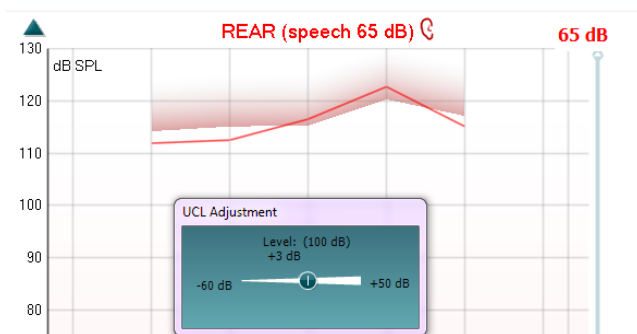 REAR (speech 65 dB)
65 dB
130
dB SPL
120
110
100
90
80
UCL Adjustment
Level: (100 dB)
+3 dB
-60 dB
+50 dB